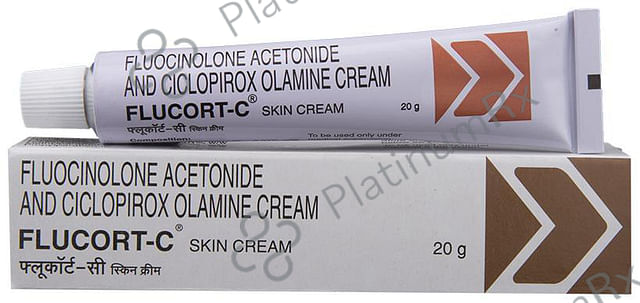 FLUOCINOLONE ACETONIDE
AND CICLOPIROX OLAMINE CREAM
FLUCORT-C® SKIN CREAM 20 g
फ्लूकॉर्ट-सी स्किन क्रीम
Composition:
To be used only under
FLUOCINOLONE ACETONIDE
AND CICLOPIROX OLAMINE CREAM
FLUCORT-C® SKIN CREAM 20 g
फ्लूकॉर्ट-सी स्किन क्रीम
PlatinumRx